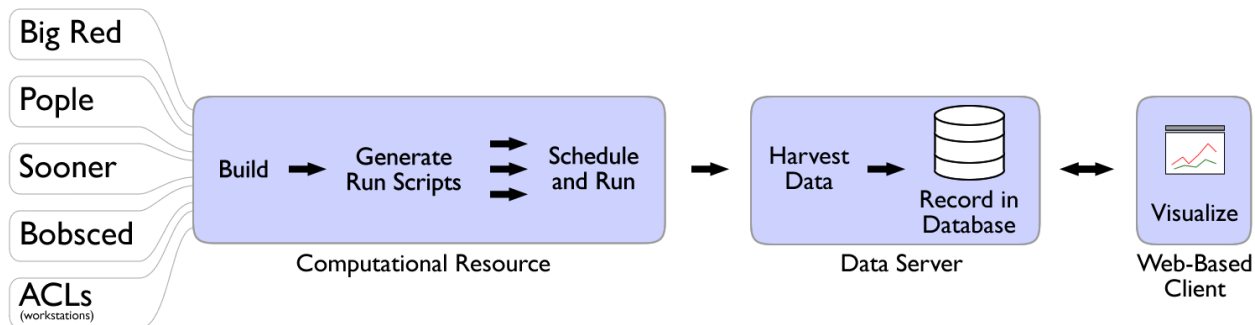 Big Red
Pople
Sooner
Bobsced
ACLs
(workstations)
Build
Generate
Run Scripts
Schedule
and Run
Computational Resource
Harvest
Data
Record in
Database
Data Server
Visualize
Web-Based
Client